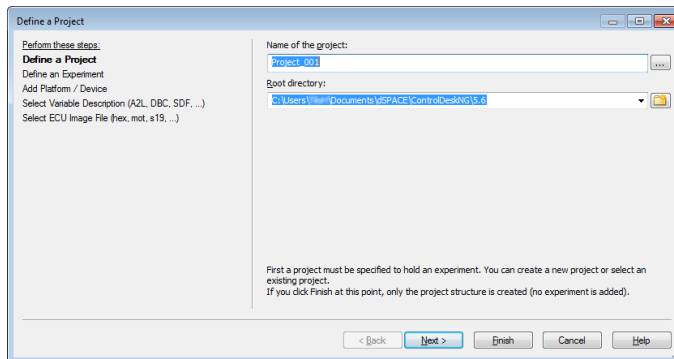 Define a Project
Perform these steps:
Define a Project
Define an Experiment
Add Platform / Device
Select Variable Description (A2L, DBC, SDF, ...)
Select ECU Image File (hex, mot, s19, ...)
Name of the project:
Project_001
...
Root directory:
C:\Users\ \Documents\dSPACE\ControlDeskNG\5.6
First a project must be specified to hold an experiment. You can create a new project or select an
existing project.
If you click Finish at this point, only the project structure is created (no experiment is added).
< Back Next > Finish Cancel Help